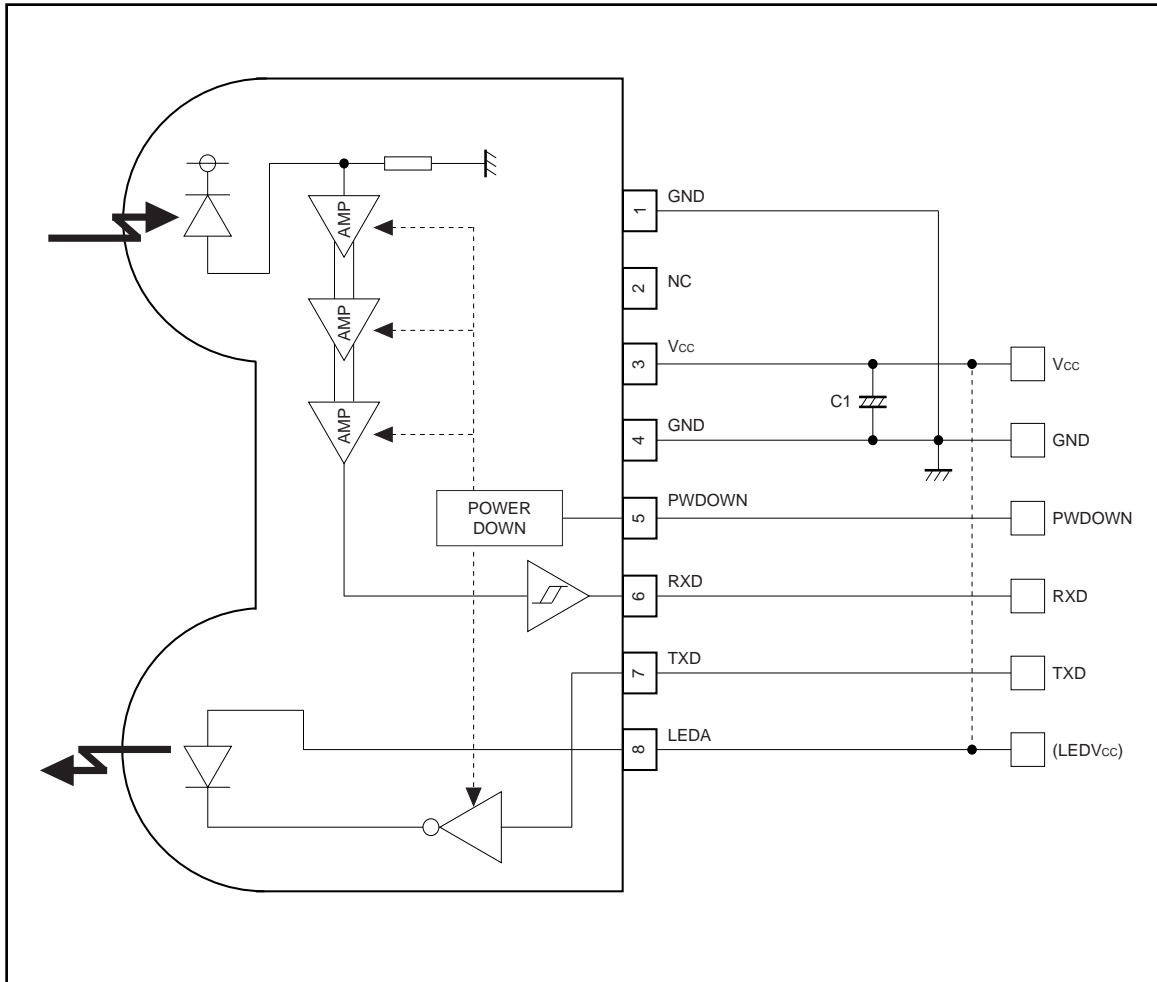 AMP
AMP
AMP
POWER
DOWN
1 GND
2 NC
3 Vcc
4 GND
5 PWDOWN
6 RXD
7 TXD
8 LEDA
C1
Vcc
GND
PWDOWN
RXD
TXD
(LEDVcc)